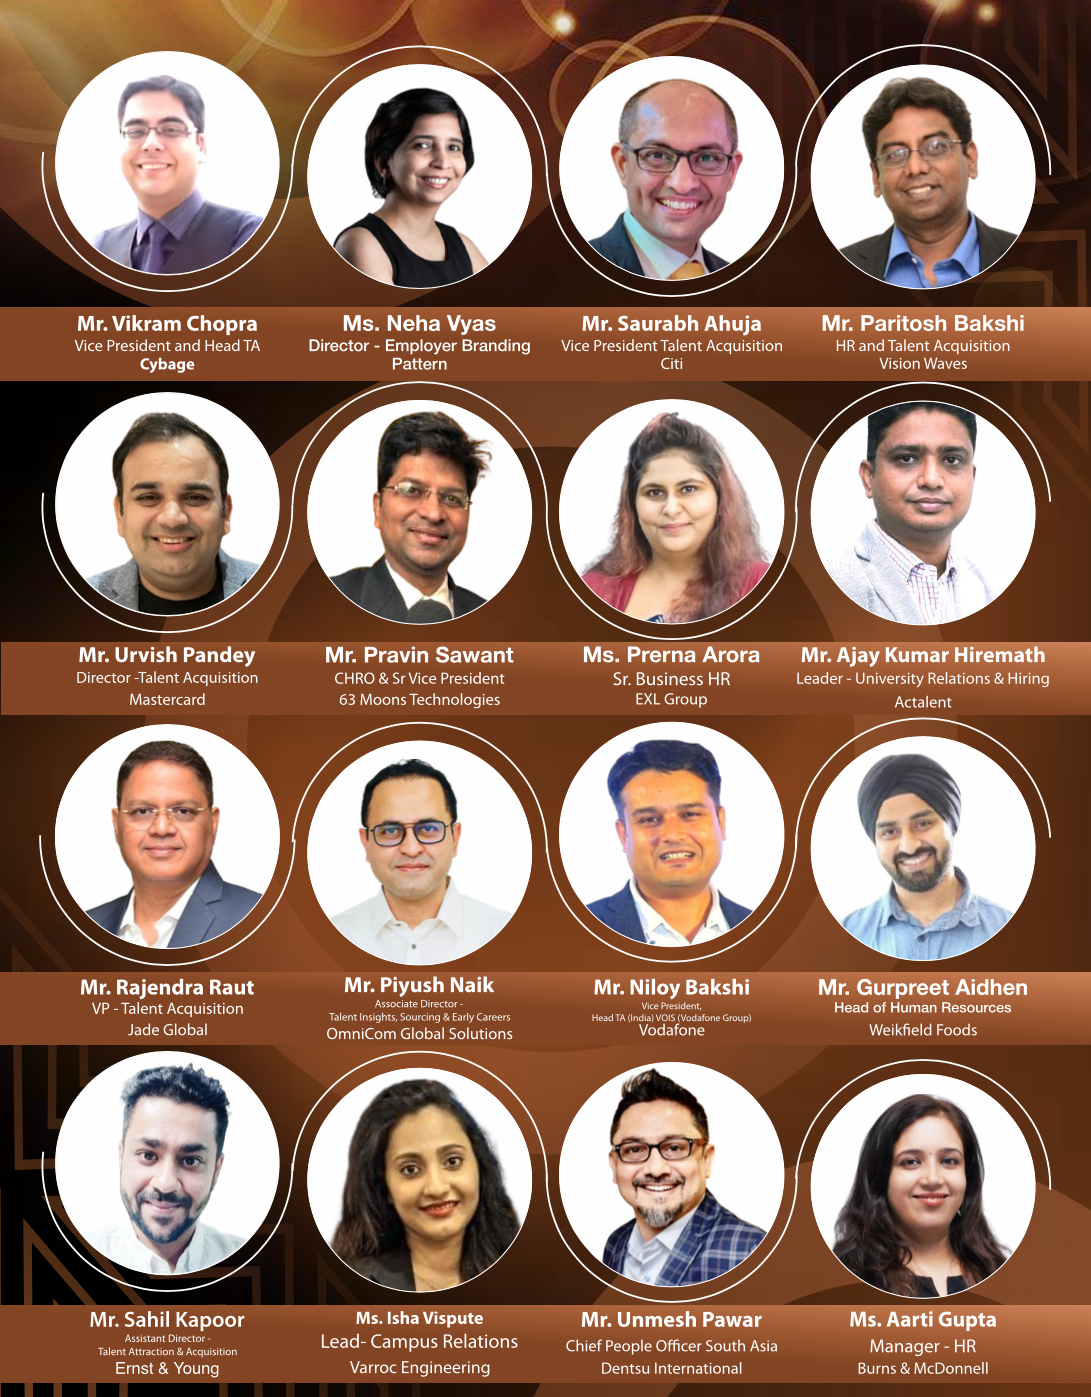 Mr. Vikram Chopra
Vice President and Head TA
Cybage
Ms. Neha Vyas
Director - Employer Branding
Pattern
Mr. Saurabh Ahuja
Vice President Talent Acquisition
Citi
Mr. Paritosh Bakshi
HR and Talent Acquisition
Vision Waves
Mr. Urvish Pandey
Director -Talent Acquisition
Mastercard
Mr. Pravin Sawant
CHRO & Sr Vice President
63 Moons Technologies
Ms. Prerna Arora
Sr. Business HR
EXL Group
Mr. Ajay Kumar Hiremath
Leader - University Relations & Hiring
Actalent
Mr. Rajendra Raut
VP - Talent Acquisition
Jade Global
Mr. Piyush Naik
Associate Director -
Talent Insights, Sourcing & Early Careers
OmniCom Global Solutions
Mr. Niloy Bakshi
Vice President,
Head TA (India) VOIS (Vodafone Group)
Vodafone
Mr. Gurpreet Aidhen
Head of Human Resources
Weikfield Foods
Mr. Sahil Kapoor
Assistant Director -
Talent Attraction & Acquisition
Ernst & Young
Ms. Isha Vispute
Lead- Campus Relations
Varroc Engineering
Mr. Unmesh Pawar
Chief People Officer South Asia
Dentsu International
Ms. Aarti Gupta
Manager - HR
Burns & McDonnell